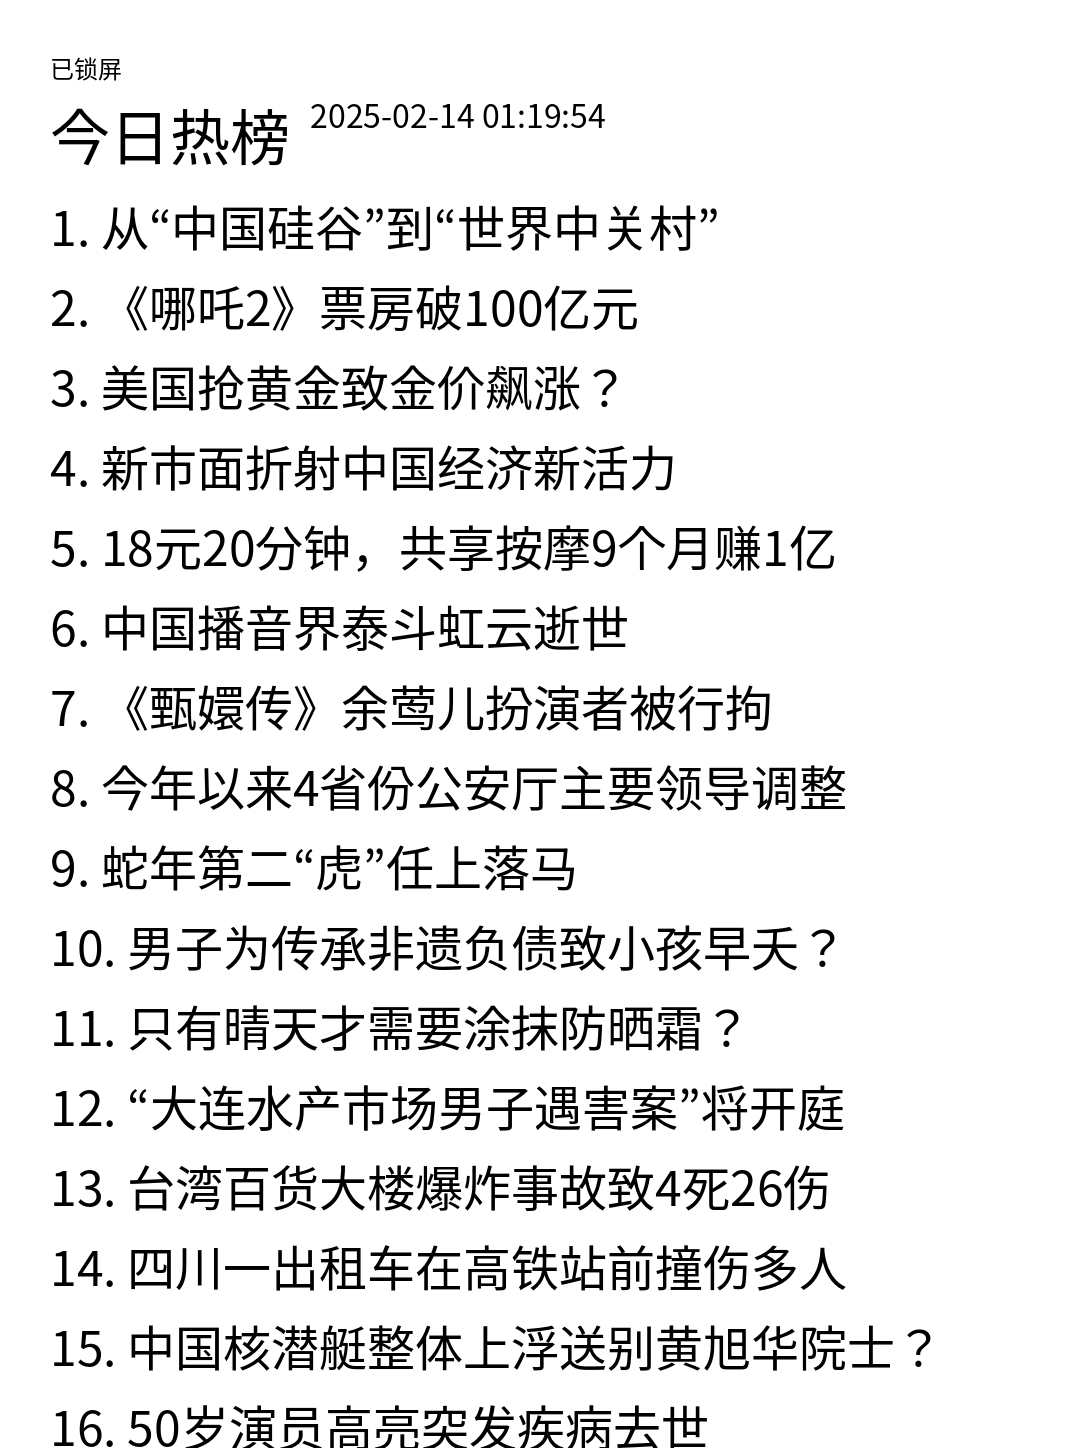 已锁屏
今日热榜 2025-02-14 01:19:54
1. 从“中国硅谷”到“世界中关村”
2. 《哪吒2》票房破100亿元
3. 美国抢黄金致金价飙涨？
4. 新市面折射中国经济新活力
5. 18元20分钟，共享按摩9个月赚1亿
6. 中国播音界泰斗虹云逝世
7. 《甄嬛传》余莺儿扮演者被行拘
8. 今年以来4省份公安厅主要领导调整
9. 蛇年第二“虎”任上落马
10. 男子为传承非遗负债致小孩早夭？
11. 只有晴天才需要涂抹防晒霜？
12. “大连水产市场男子遇害案”将开庭
13. 台湾百货大楼爆炸事故致4死26伤
14. 四川一出租车在高铁站前撞伤多人
15. 中国核潜艇整体上浮送别黄旭华院士？
16. 50岁演员高亮突发疾病去世